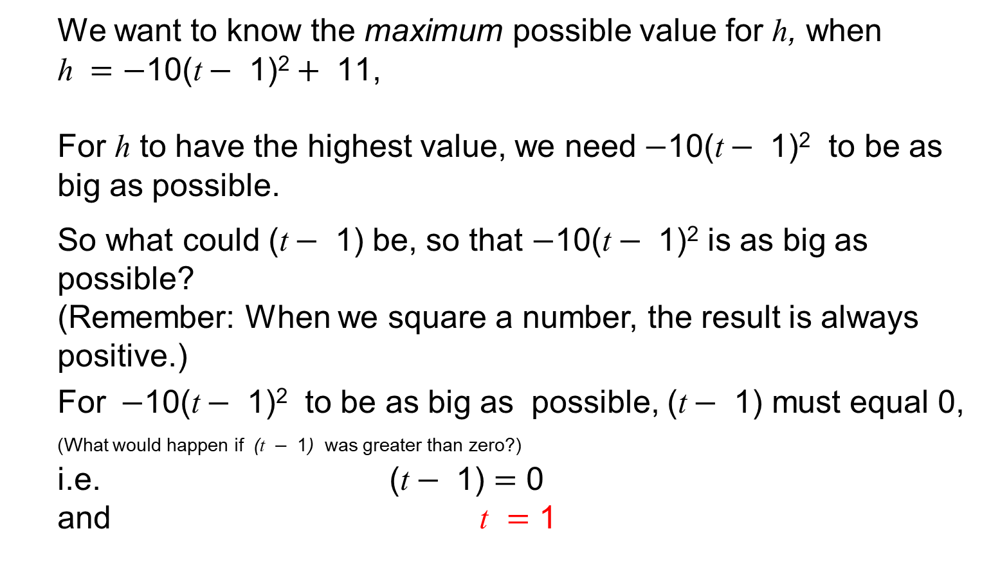 We want to know the maximum possible value for h, when
h = −10(t − 1)² + 11,
For h to have the highest value, we need −10(t − 1)² to be as
big as possible.
So what could (t − 1) be, so that −10(t − 1)² is as big as
possible?
(Remember: When we square a number, the result is always
positive.)
For −10(t − 1)² to be as big as possible, (t − 1) must equal 0,
(What would happen if (t − 1) was greater than zero?)
i.e. (t − 1) = 0
and t = 1